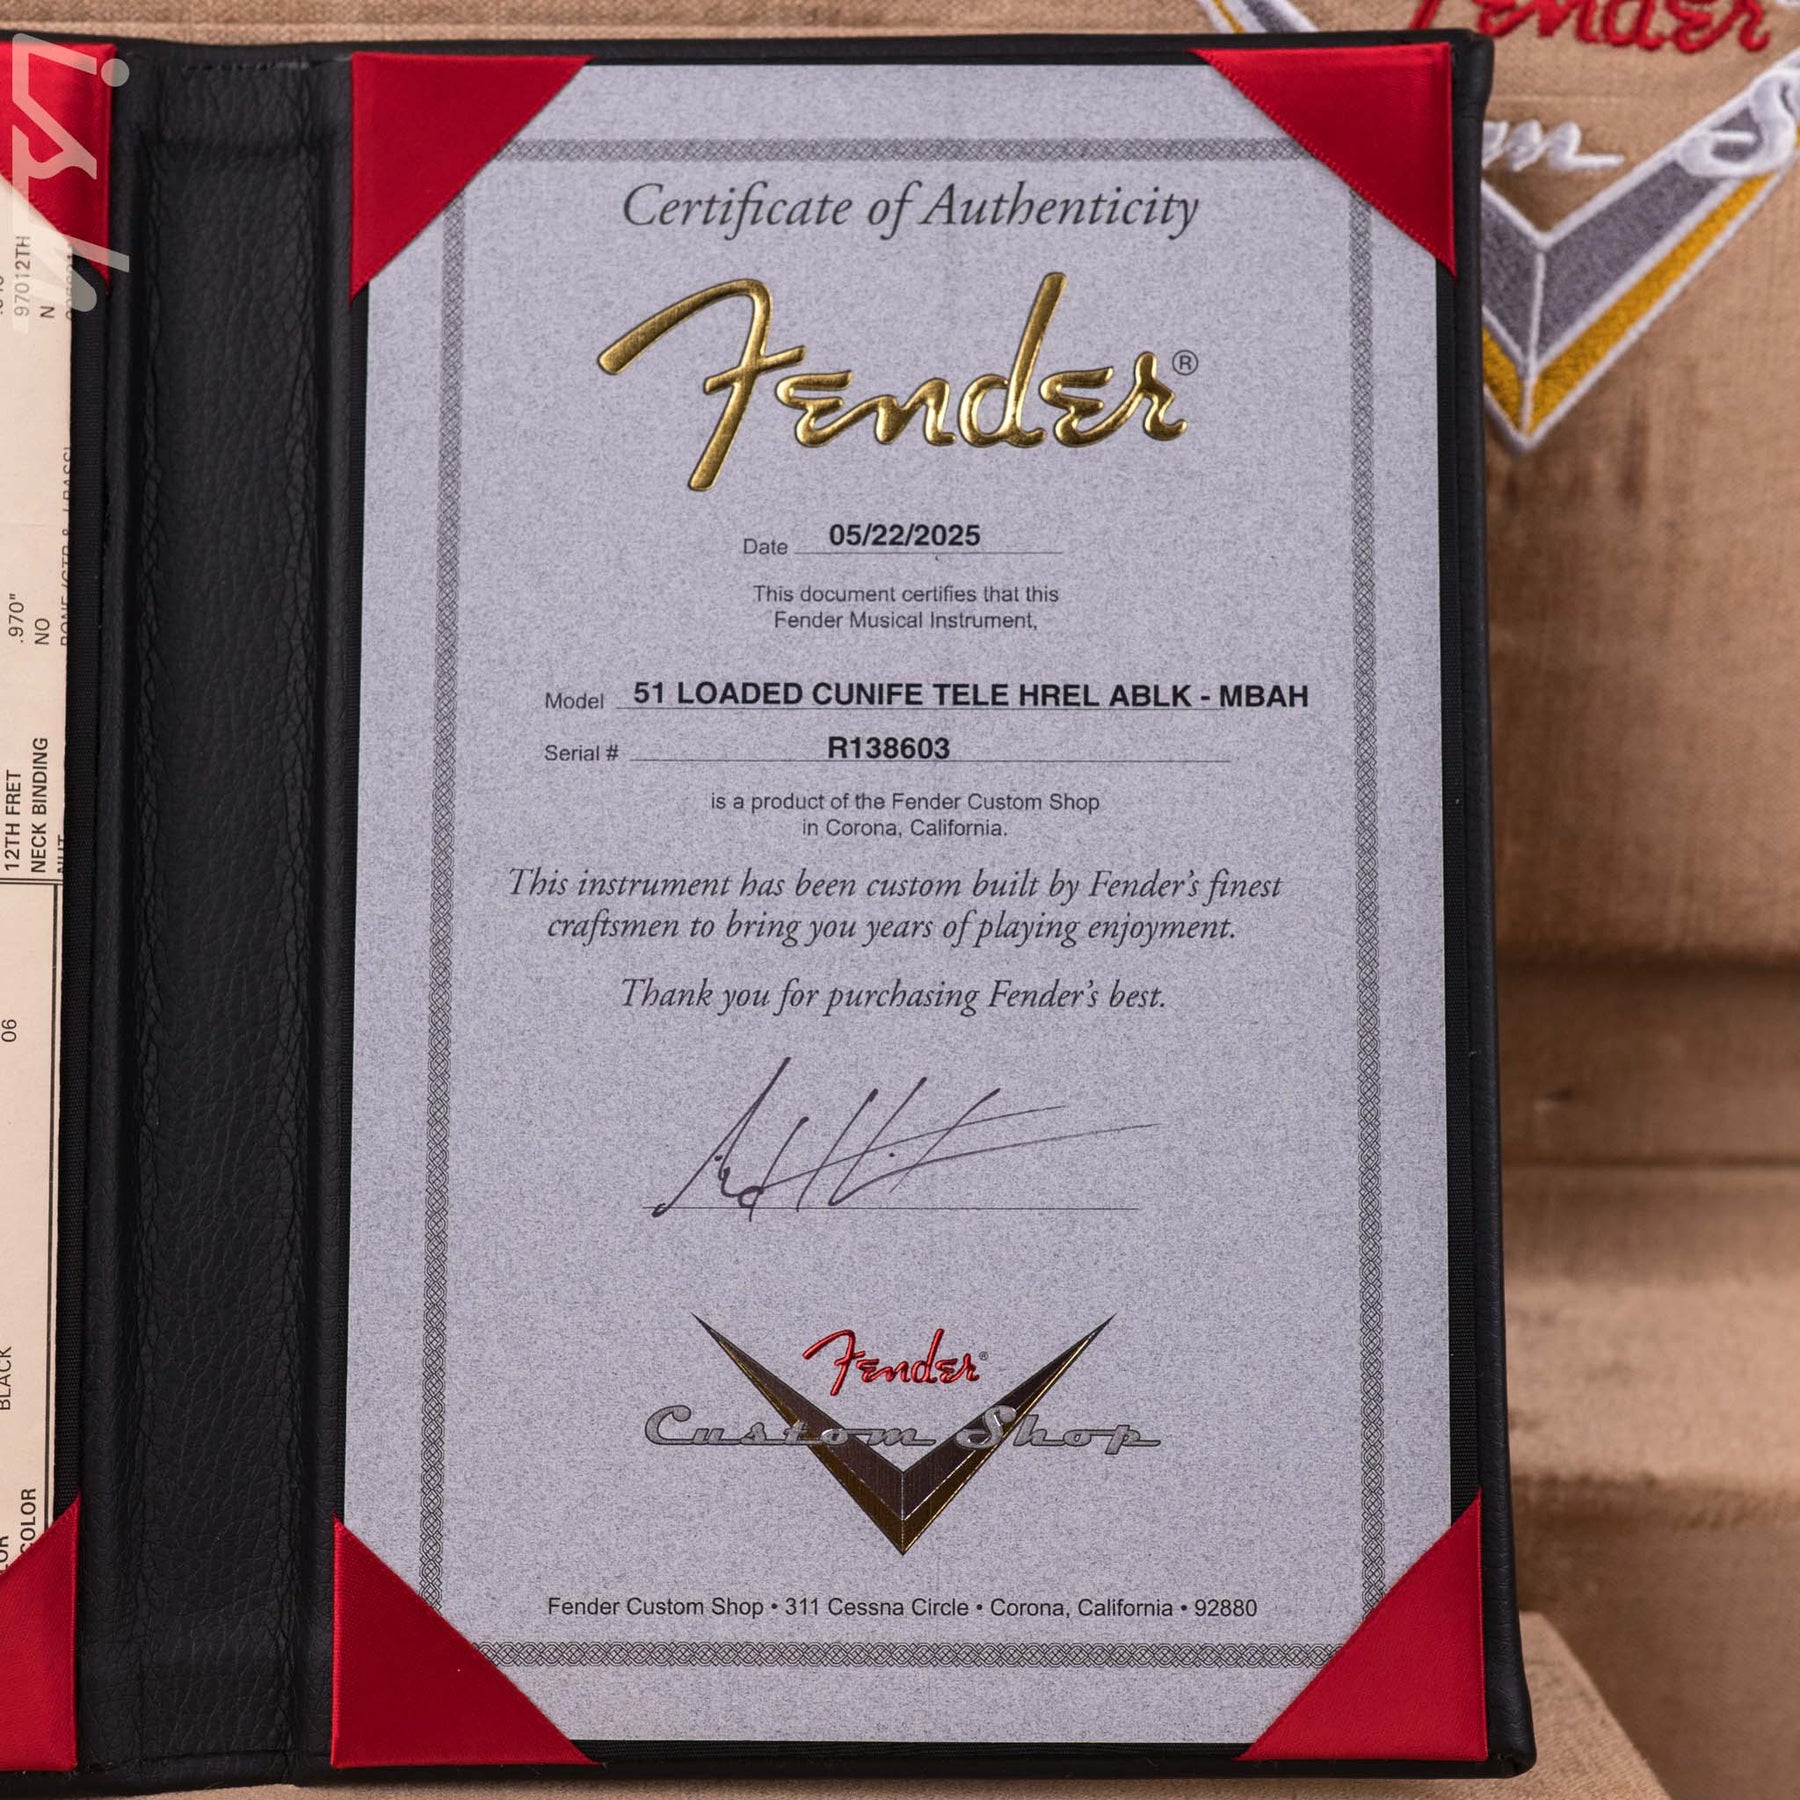 Certificate of Authenticity
Fender®
Date 05/22/2025
This document certifies that this
Fender Musical Instrument,
Model 51 LOADED CUNIFE TELE HREL ABLK - MBAH
Serial # R138603
is a product of the Fender Custom Shop
in Corona, California.
This instrument has been custom built by Fender's finest
craftsmen to bring you years of playing enjoyment.
Thank you for purchasing Fender's best.
Fender®
Custom Shop
Fender Custom Shop • 311 Cessna Circle • Corona, California • 92880
Fender
97012TH
N
12TH FRET .970"
NECK BINDING NO
06
BLACK
COLOR